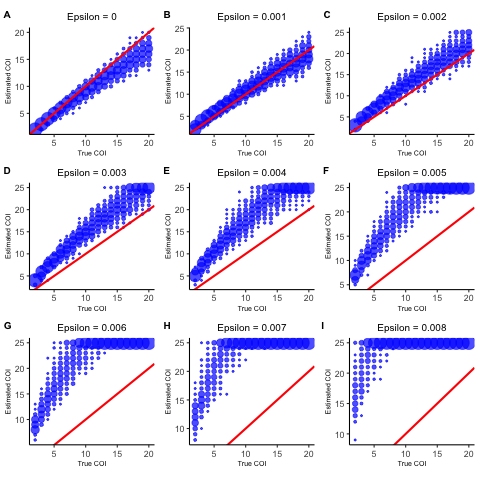 A Epsilon = 0
B Epsilon = 0.001
C Epsilon = 0.002
Estimated COI
20
15
10
5
5 10 15 20
True COI
Estimated COI
25
20
15
10
5
5 10 15 20
True COI
Estimated COI
25
20
15
10
5
5 10 15 20
True COI
D Epsilon = 0.003
E Epsilon = 0.004
F Epsilon = 0.005
Estimated COI
25
20
15
10
5
5 10 15 20
True COI
Estimated COI
25
20
15
10
5
5 10 15 20
True COI
Estimated COI
25
20
15
10
5
5 10 15 20
True COI
G Epsilon = 0.006
H Epsilon = 0.007
I Epsilon = 0.008
Estimated COI
25
20
15
10
5 10 15 20
True COI
Estimated COI
25
20
15
10
5 10 15 20
True COI
Estimated COI
25
20
15
10
5 10 15 20
True COI